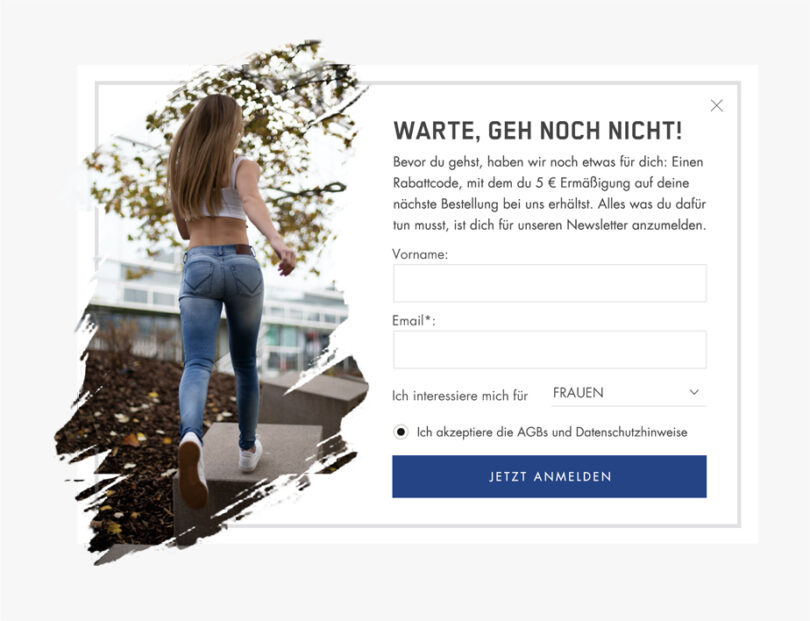 WARTE, GEH NOCH NICHT!
Bevor du gehst, haben wir noch etwas für dich: Einen
Rabattcode, mit dem du 5 € Ermäßigung auf deine
nächste Bestellung bei uns erhältst. Alles was du dafür
tun musst, ist dich für unseren Newsletter anzumelden.
Vorname:
Email*:
Ich interessiere mich für FRAUEN
Ich akzeptiere die AGBs und Datenschutzhinweise
JETZT ANMELDEN